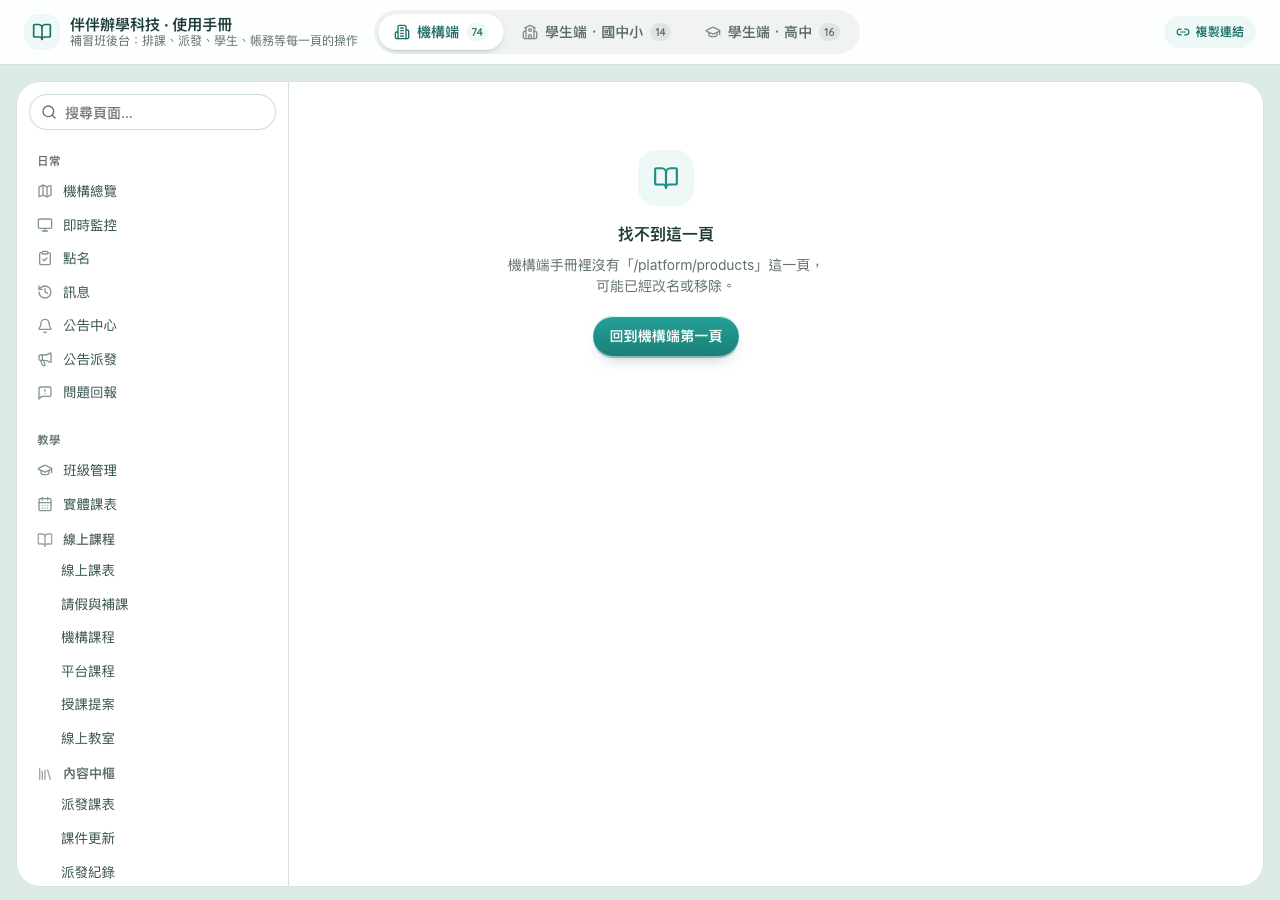 伴伴辦學科技 · 使用手冊
補習班後台：排課、派發、學生、帳務等每一頁的操作
機構端 74
學生端 · 國中小 14
學生端 · 高中 16
複製連結
搜尋頁面...
日常
機構總覽
即時監控
點名
訊息
公告中心
公告派發
問題回報
教學
班級管理
實體課表
線上課程
線上課表
請假與補課
機構課程
平台課程
授課提案
線上教室
內容中樞
派發課表
課件更新
派發紀錄
找不到這一頁
機構端手冊裡沒有「/platform/products」這一頁，
可能已經改名或移除。
回到機構端第一頁